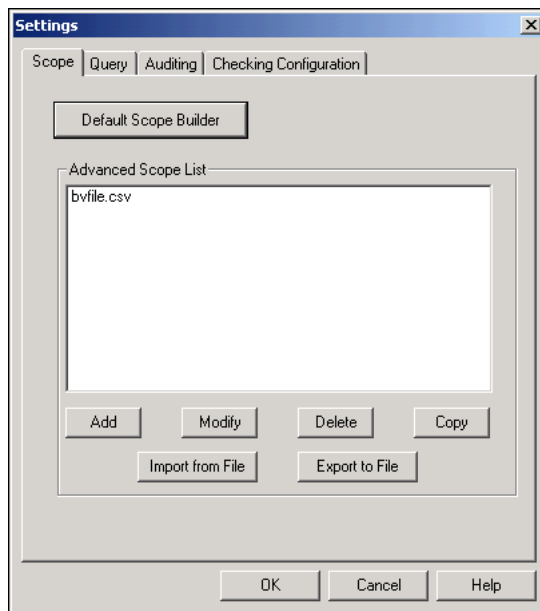 Settings
Scope Query Auditing Checking Configuration
Default Scope Builder
Advanced Scope List
bvfile.csv
Add Modify Delete Copy
Import from File Export to File
OK Cancel Help